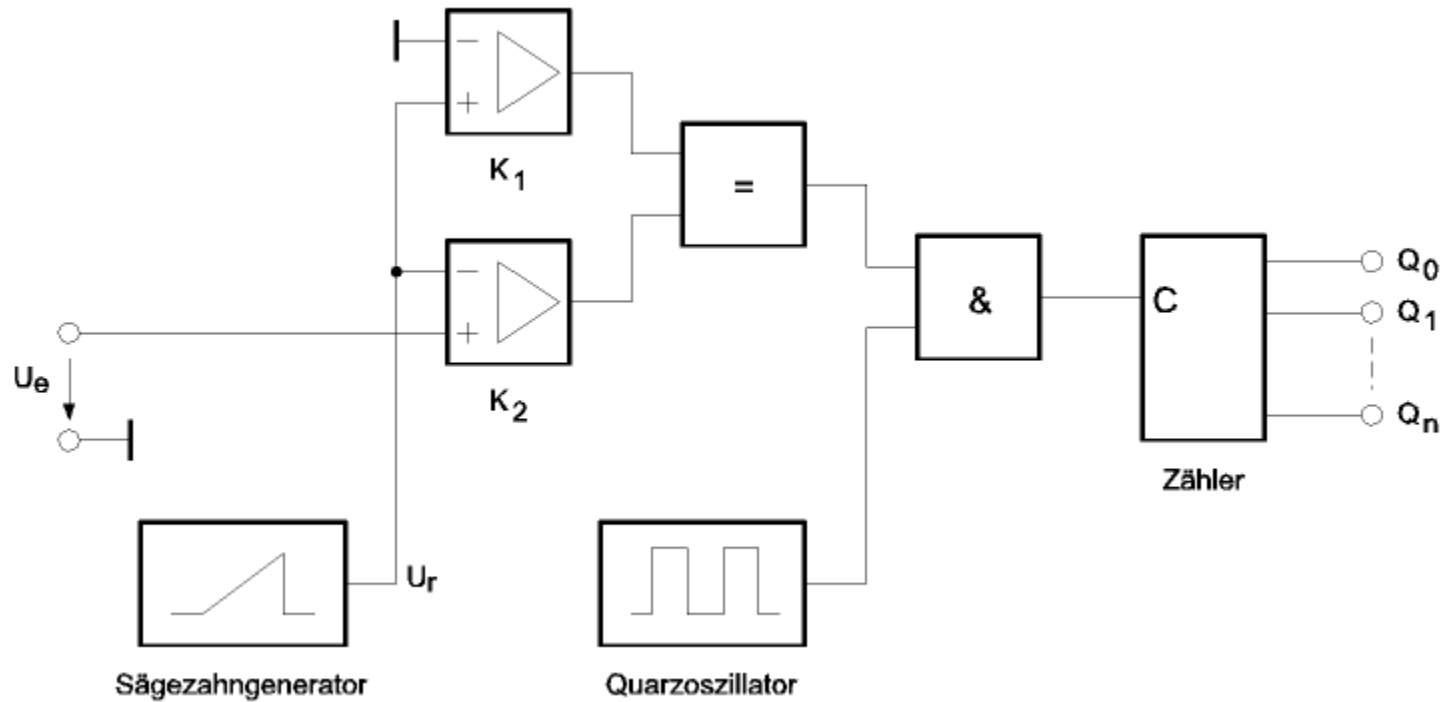 −
+
K1
=
−
+
K2
&
C
Q0
Q1
Qn
Ue
Zähler
Ur
Sägezahngenerator
Quarzoszillator